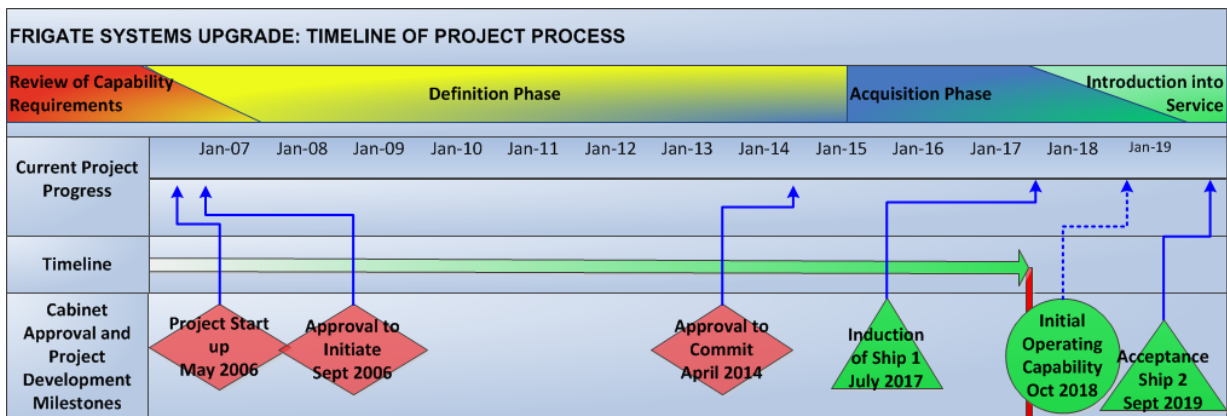 FRIGATE SYSTEMS UPGRADE: TIMELINE OF PROJECT PROCESS
Review of Capability
Requirements
Definition Phase
Acquisition Phase
Introduction into
Service
Current Project
Progress
Jan-07 Jan-08 Jan-09 Jan-10 Jan-11 Jan-12 Jan-13 Jan-14 Jan-15 Jan-16 Jan-17 Jan-18 Jan-19
Timeline
Cabinet
Approval and
Project
Development
Milestones
Project Start
up
May 2006
Approval to
Initiate
Sept 2006
Approval to
Commit
April 2014
Induction
of Ship 1
July 2017
Initial
Operating
Capability
Oct 2018
Acceptance
Ship 2
Sept 2019